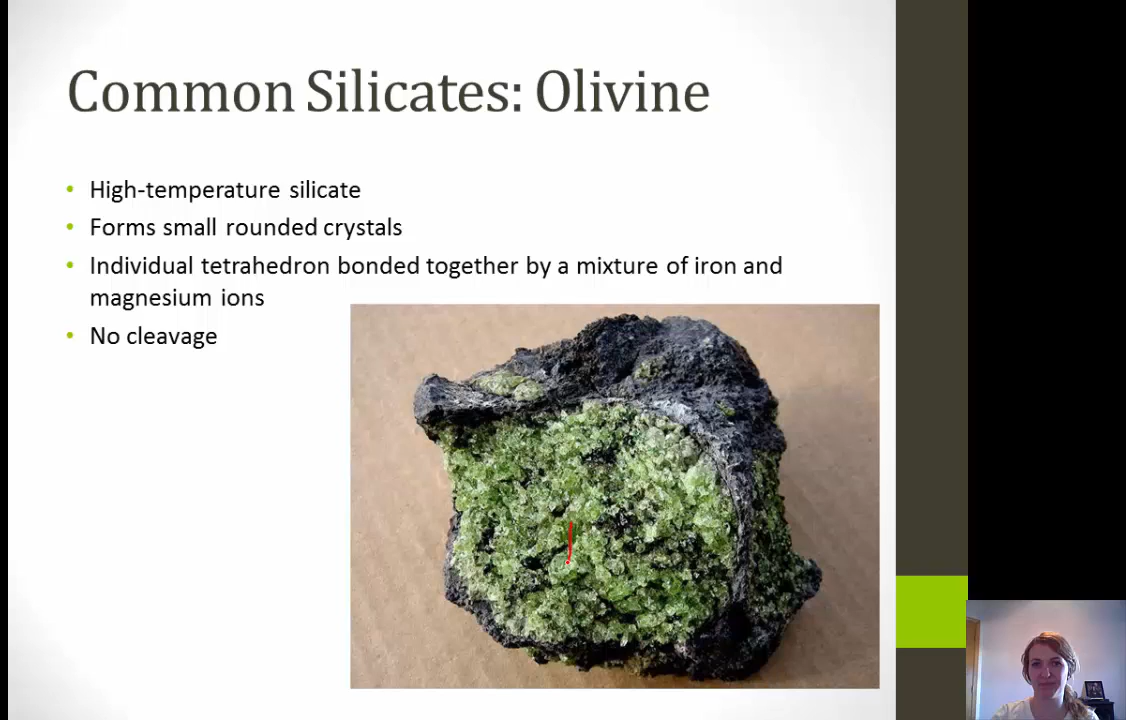 Common Silicates: Olivine
• High-temperature silicate
• Forms small rounded crystals
• Individual tetrahedron bonded together by a mixture of iron and
magnesium ions
• No cleavage